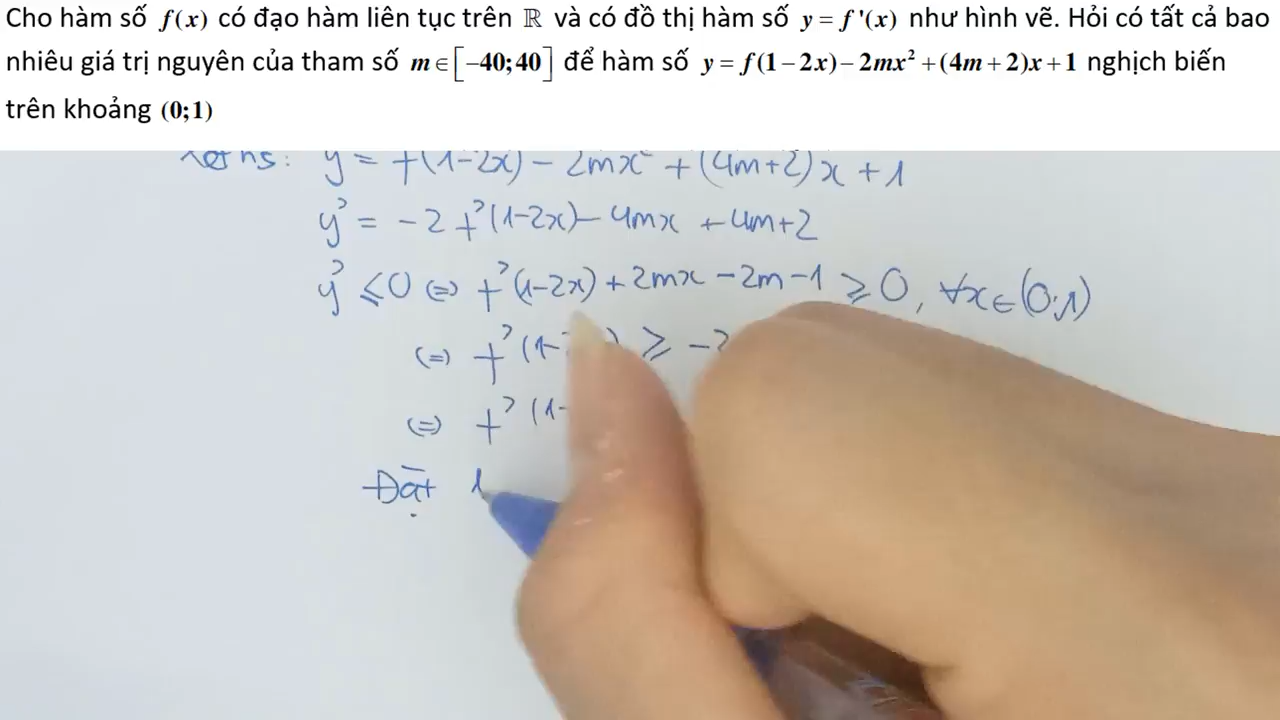 Cho hàm số f(x) có đạo hàm liên tục trên ℝ và có đồ thị hàm số y = f '(x) như hình vẽ. Hỏi có tất cả bao
nhiêu giá trị nguyên của tham số m ∈ [−40;40] để hàm số y = f(1−2x) − 2mx² + (4m+2)x + 1 nghịch biến
trên khoảng (0;1)
y = f(1-2x) - 2mx² + (4m+2)x + 1
y' = -2 f'(1-2x) - 4mx + 4m+2
y' ⩽ 0 ⇔ f'(1-2x) + 2mx - 2m - 1 ⩾ 0, ∀x ∈ (0;1)
⇔ f'(1- ) ⩾ -2
⇔ f'(1-
Đặt 1